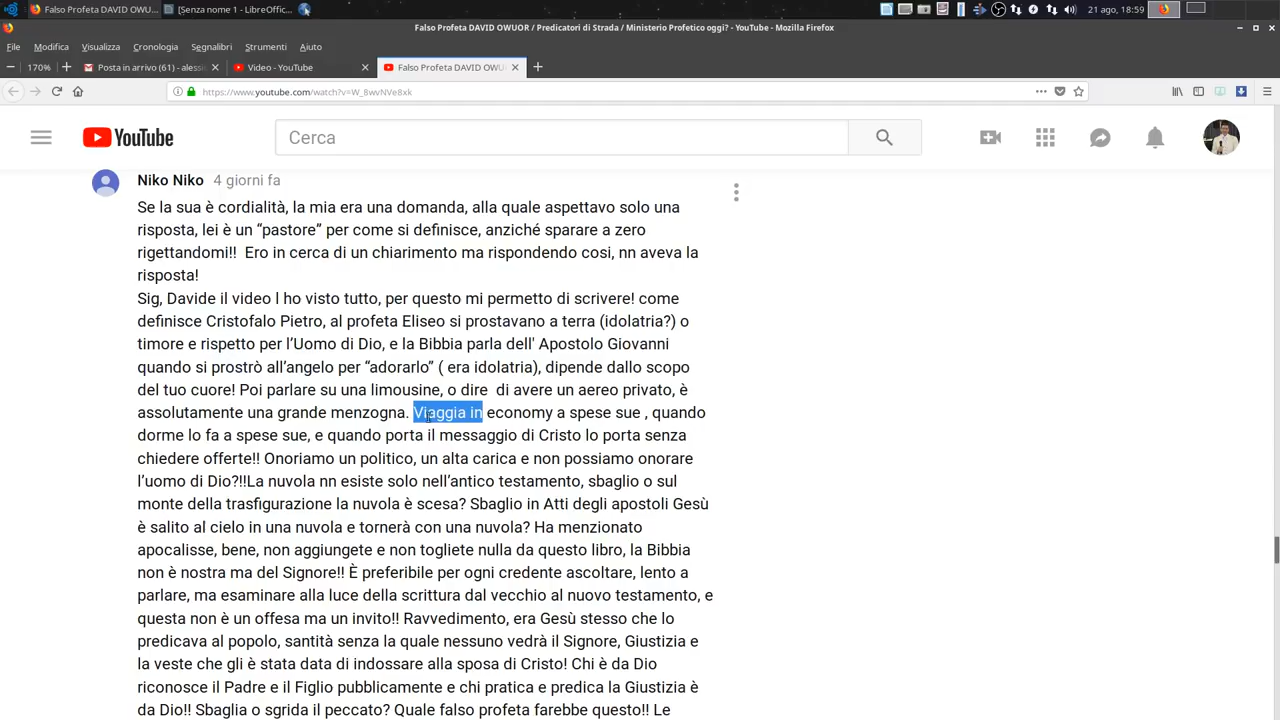 Posta in arrivo (61) - alessi
Falso Profeta DAVID OWUO
[Senza nome 1 - LibreOffic...
21 ago, 18:59
Falso Profeta DAVID OWUOR / Predicatori di Strada / Ministerio Profetico oggi? - YouTube - Mozilla Firefox
File Modifica Visualizza Cronologia Segnalibri Strumenti Aiuto
170%
Video - YouTube
Falso Profeta DAVID OWU
https://www.youtube.com/watch?v=W_8wvNVe8xk
YouTube
Cerca
Niko Niko 4 giorni fa
Se la sua è cordialità, la mia era una domanda, alla quale aspettavo solo una
risposta, lei è un “pastore” per come si definisce, anziché sparare a zero
rigettandomi!! Ero in cerca di un chiarimento ma rispondendo cosi, nn aveva la
risposta!
Sig, Davide il video l ho visto tutto, per questo mi permetto di scrivere! come
definisce Cristofalo Pietro, al profeta Eliseo si prostavano a terra (idolatria?) o
timore e rispetto per l’Uomo di Dio, e la Bibbia parla dell' Apostolo Giovanni
quando si prostrò all’angelo per “adorarlo” ( era idolatria), dipende dallo scopo
del tuo cuore! Poi parlare su una limousine, o dire di avere un aereo privato, è
assolutamente una grande menzogna. Viaggia in economy a spese sue , quando
dorme lo fa a spese sue, e quando porta il messaggio di Cristo lo porta senza
chiedere offerte!! Onoriamo un politico, un alta carica e non possiamo onorare
l’uomo di Dio?!!La nuvola nn esiste solo nell’antico testamento, sbaglio o sul
monte della trasfigurazione la nuvola è scesa? Sbaglio in Atti degli apostoli Gesù
è salito al cielo in una nuvola e tornerà con una nuvola? Ha menzionato
apocalisse, bene, non aggiungete e non togliete nulla da questo libro, la Bibbia
non è nostra ma del Signore!! È preferibile per ogni credente ascoltare, lento a
parlare, ma esaminare alla luce della scrittura dal vecchio al nuovo testamento, e
questa non è un offesa ma un invito!! Ravvedimento, era Gesù stesso che lo
predicava al popolo, santità senza la quale nessuno vedrà il Signore, Giustizia e
la veste che gli è stata data di indossare alla sposa di Cristo! Chi è da Dio
riconosce il Padre e il Figlio pubblicamente e chi pratica e predica la Giustizia è
da Dio!! Sbaglia o sgrida il peccato? Quale falso profeta farebbe questo!! Le